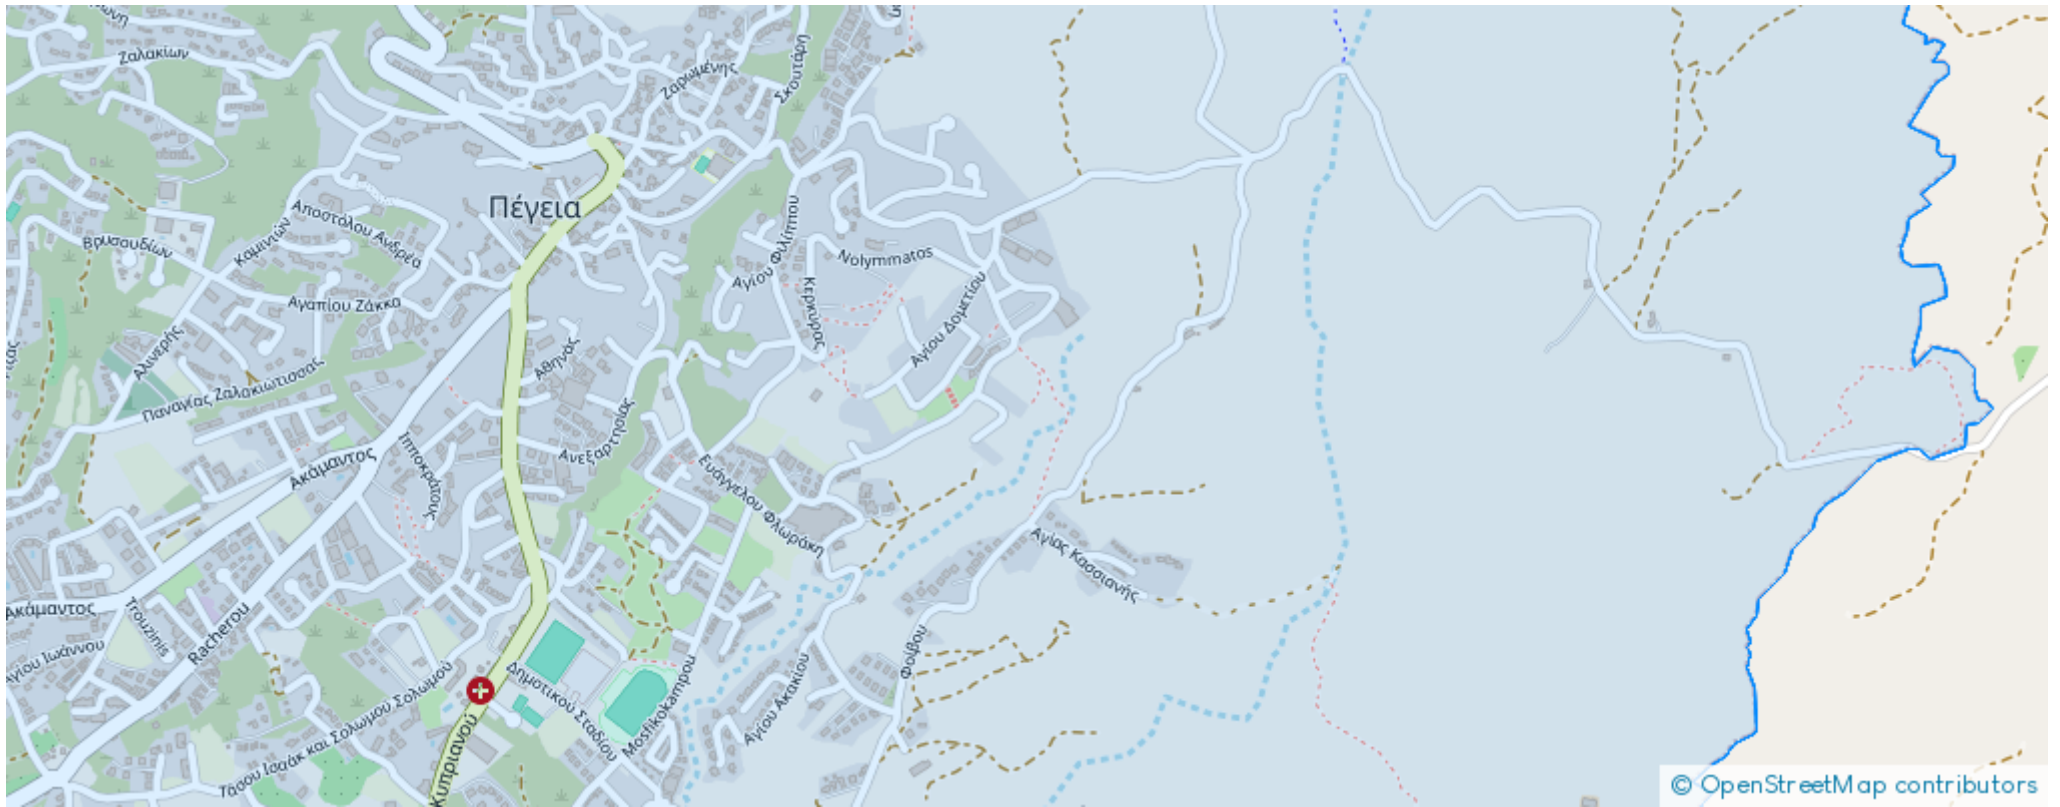 Ζαλακίων
Ζαρωμένης
Σκουτάρη
Πέγεια
Αποστόλου Ανδρέα
Καμινιών
Βρυσουδιών
Αγίου Φιλίππου
Nolymmatos
Κερκύρας
Αγίου Δομετίου
Αγαπίου Ζάκκα
Αλινερής
Αθηνάς
Παναγίας Ζαλακιωτισσας
Ανεξαρτησίας
Ιπποκράτους
Ακάμαντος
Ευάγγελου Φλωράκη
Αγίας Κασσιανής
Ακάμαντος
Trouzinis
Racherou
Αγίου Ιωάννου
Φοίβου
Τάσου Ισαάκ και Σολωμού Σολωμού
Δημοτικού Σταδίου
Mosfikokampou
Αγίου Ακακίου
Κυπριανού
© OpenStreetMap contributors